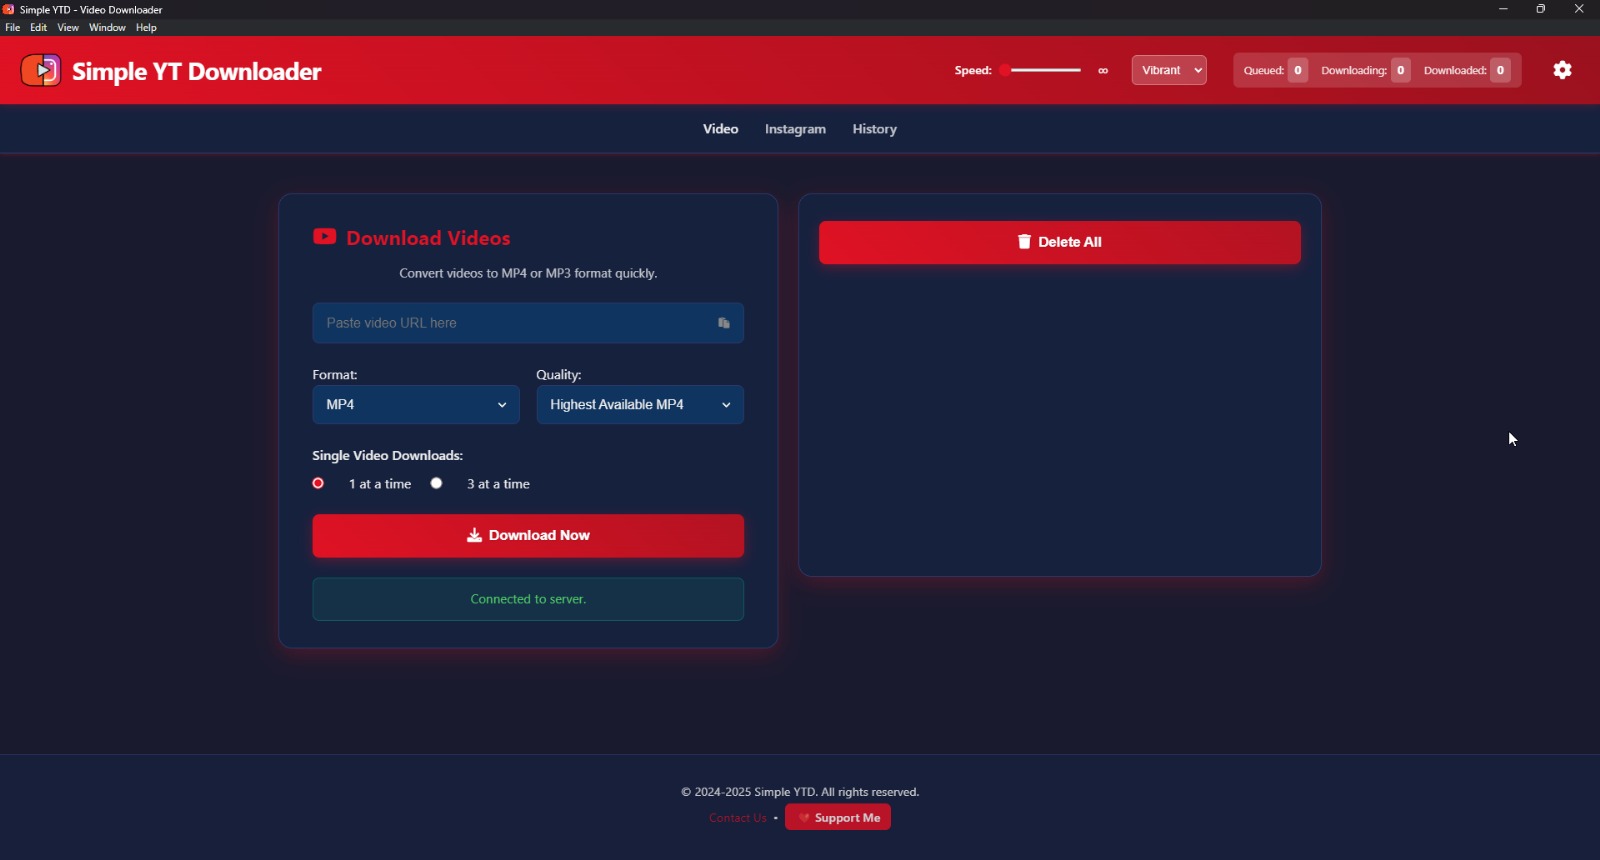 Simple YTD - Video Downloader
File Edit View Window Help
Simple YT Downloader
Speed: ∞ Vibrant Queued: 0 Downloading: 0 Downloaded: 0
Video Instagram History
Download Videos
Convert videos to MP4 or MP3 format quickly.
Paste video URL here
Format: Quality:
MP4 Highest Available MP4
Single Video Downloads:
1 at a time 3 at a time
Download Now
Connected to server.
Delete All
© 2024-2025 Simple YTD. All rights reserved.
Contact Us • Support Me